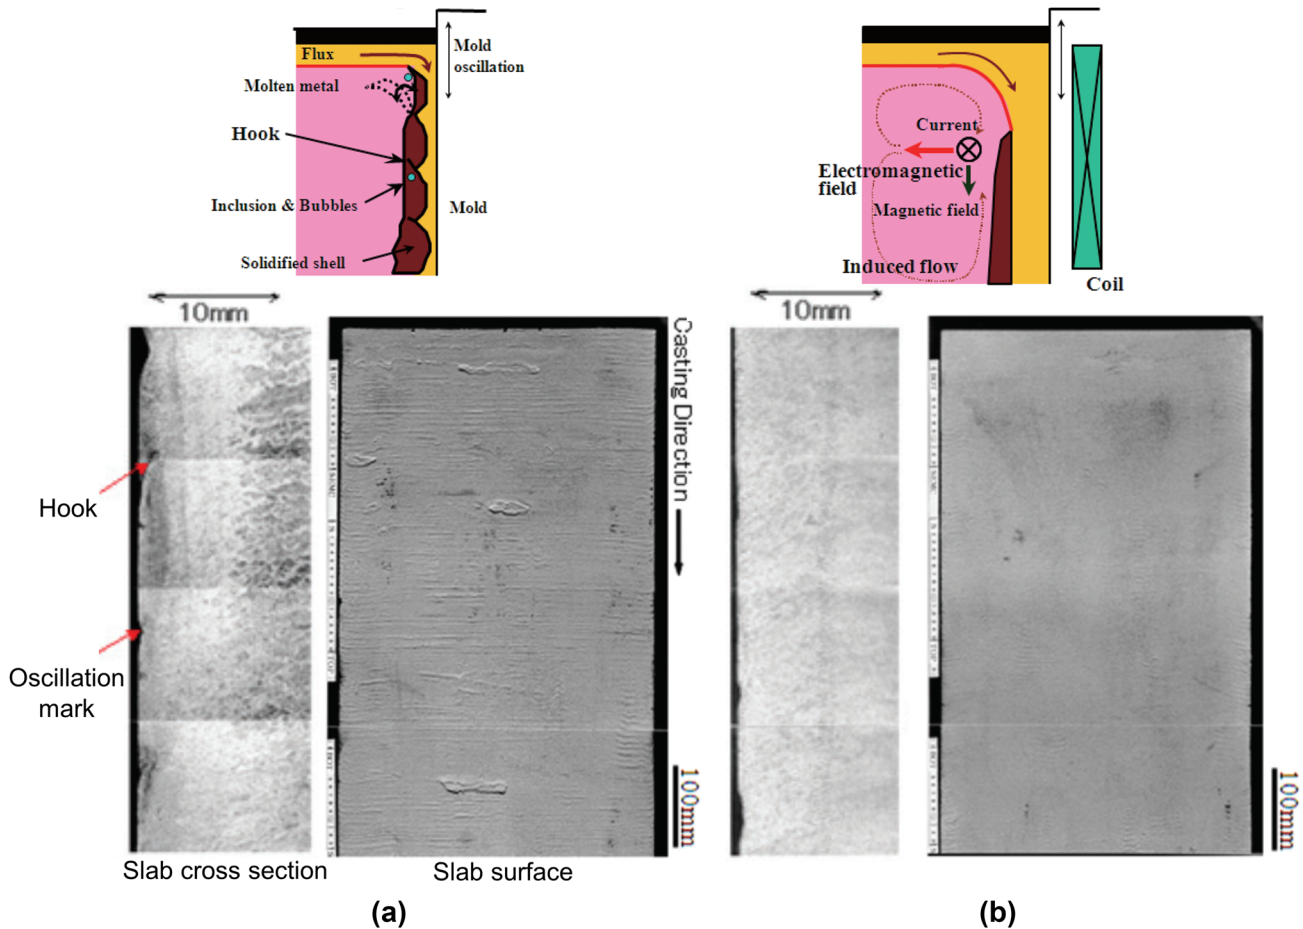 Flux
Mold
oscillation
Molten metal
Hook
Inclusion & Bubbles
Mold
Solidified shell
Current
Electromagnetic
field
Magnetic field
Induced flow
Coil
10mm
10mm
Casting Direction
Hook
Oscillation
mark
100mm
100mm
Slab cross section
Slab surface
(a)
(b)